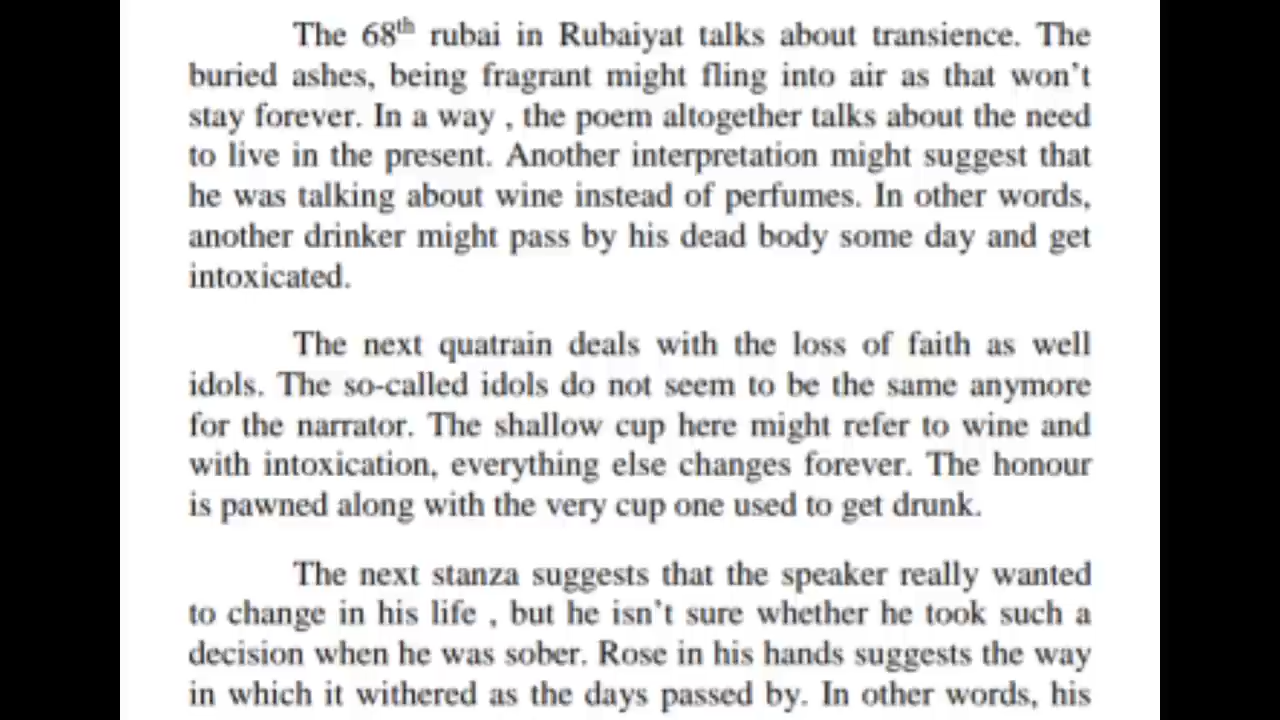 The 68th rubai in Rubaiyat talks about transience. The
buried ashes, being fragrant might fling into air as that won't
stay forever. In a way , the poem altogether talks about the need
to live in the present. Another interpretation might suggest that
he was talking about wine instead of perfumes. In other words,
another drinker might pass by his dead body some day and get
intoxicated.
The next quatrain deals with the loss of faith as well
idols. The so-called idols do not seem to be the same anymore
for the narrator. The shallow cup here might refer to wine and
with intoxication, everything else changes forever. The honour
is pawned along with the very cup one used to get drunk.
The next stanza suggests that the speaker really wanted
to change in his life , but he isn't sure whether he took such a
decision when he was sober. Rose in his hands suggests the way
in which it withered as the days passed by. In other words, his